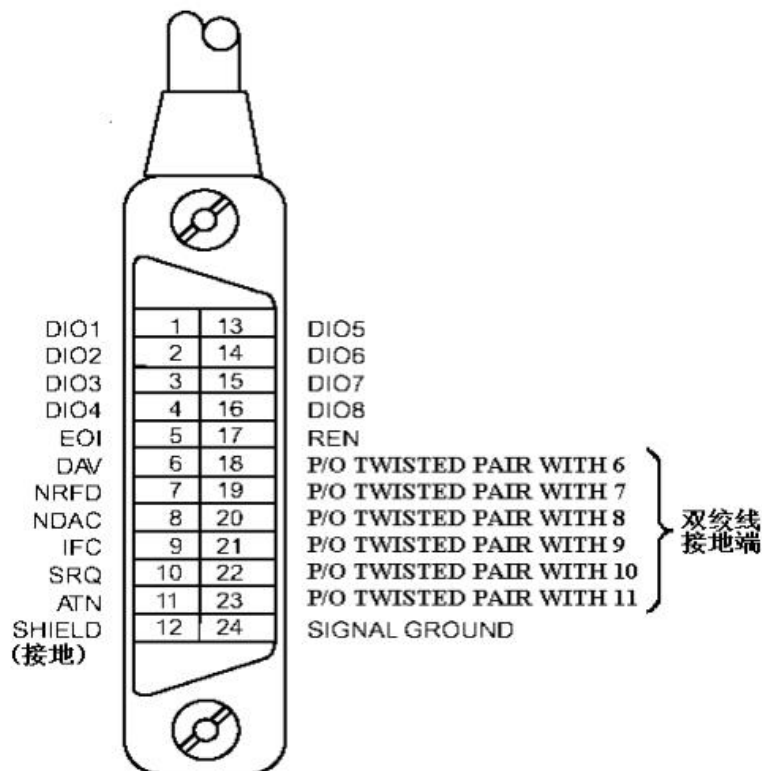 DIO1 1 13 DIO5
DIO2 2 14 DIO6
DIO3 3 15 DIO7
DIO4 4 16 DIO8
EOI 5 17 REN
DAV 6 18 P/O TWISTED PAIR WITH 6
NRFD 7 19 P/O TWISTED PAIR WITH 7
NDAC 8 20 P/O TWISTED PAIR WITH 8
IFC 9 21 P/O TWISTED PAIR WITH 9
SRQ 10 22 P/O TWISTED PAIR WITH 10
ATN 11 23 P/O TWISTED PAIR WITH 11
SHIELD 12 24 SIGNAL GROUND
(接地)
双绞线
接地端